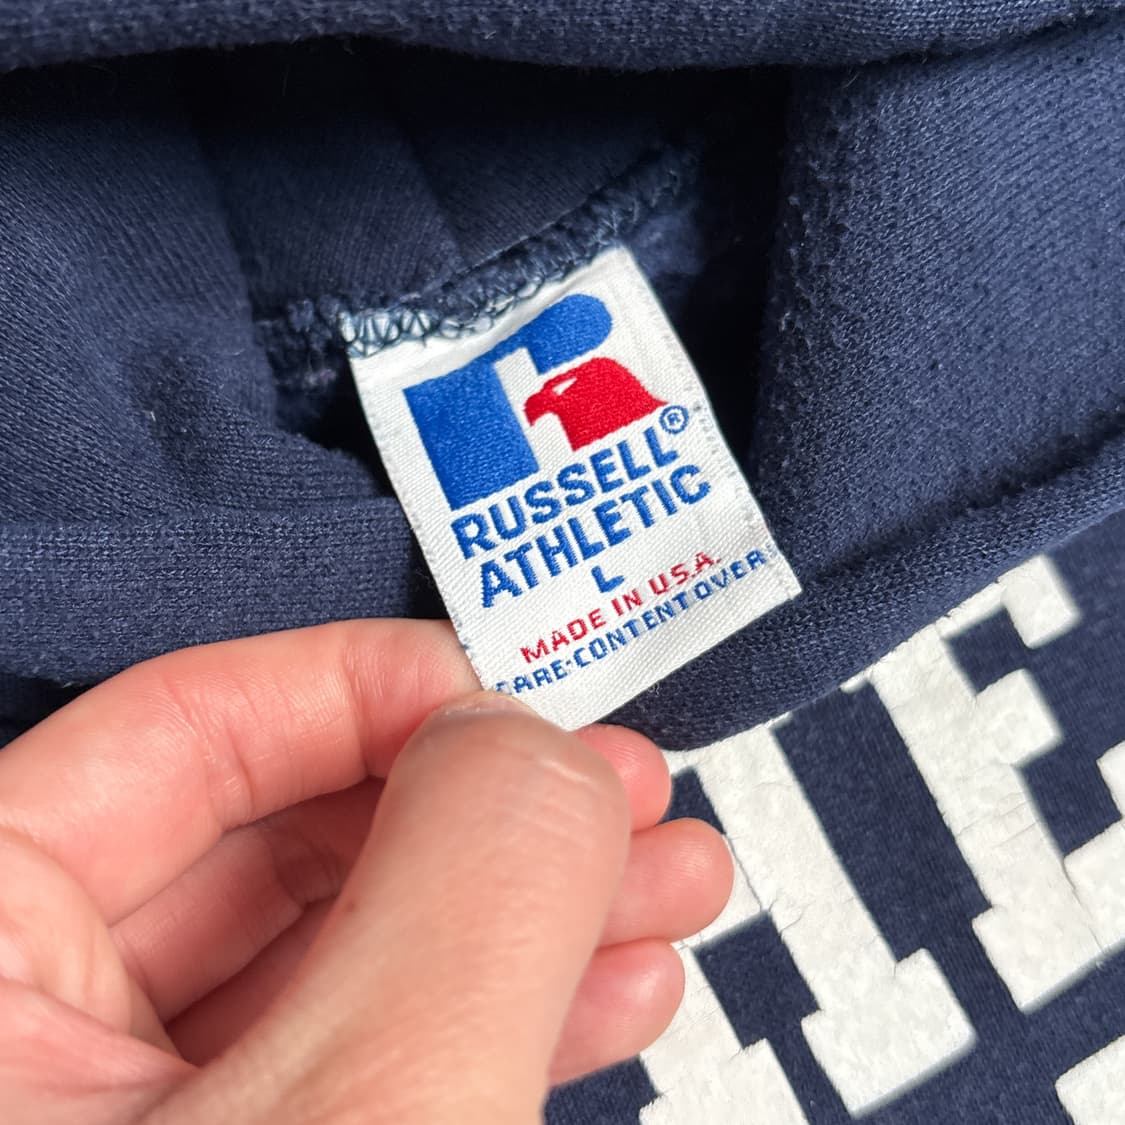 ®
RUSSELL
ATHLETIC
L
MADE IN U.S.A.
CARE-CONTENT OVER